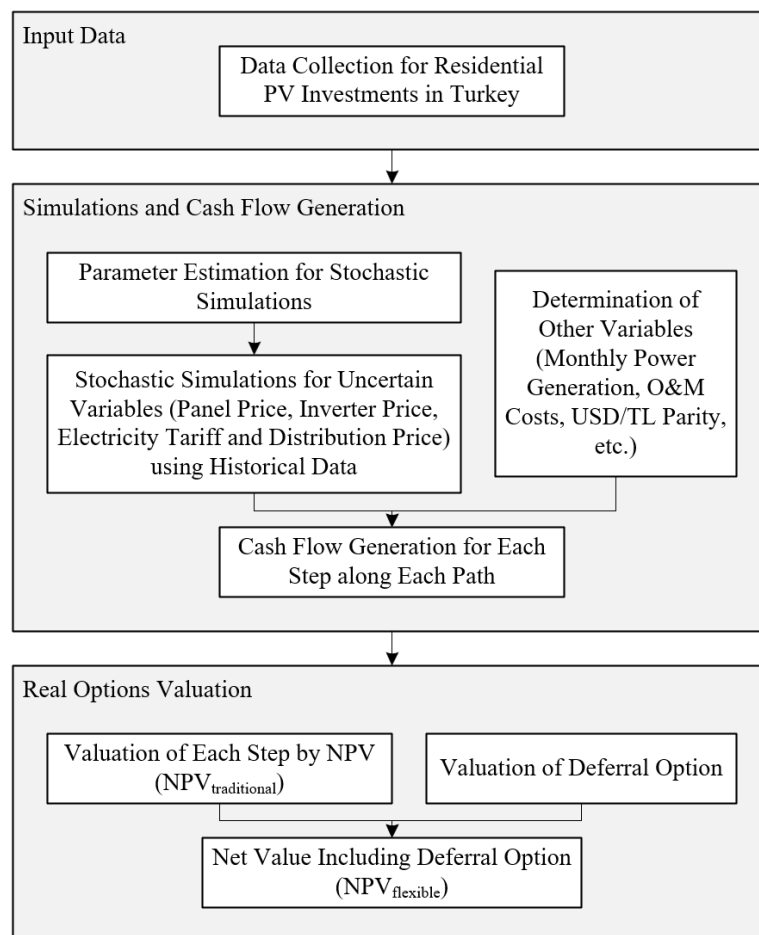 Input Data
Data Collection for Residential
PV Investments in Turkey
Simulations and Cash Flow Generation
Parameter Estimation for Stochastic
Simulations
Stochastic Simulations for Uncertain
Variables (Panel Price, Inverter Price,
Electricity Tariff and Distribution Price)
using Historical Data
Determination of
Other Variables
(Monthly Power
Generation, O&M
Costs, USD/TL Parity,
etc.)
Cash Flow Generation for Each
Step along Each Path
Real Options Valuation
Valuation of Each Step by NPV
(NPVtraditional)
Valuation of Deferral Option
Net Value Including Deferral Option
(NPVflexible)